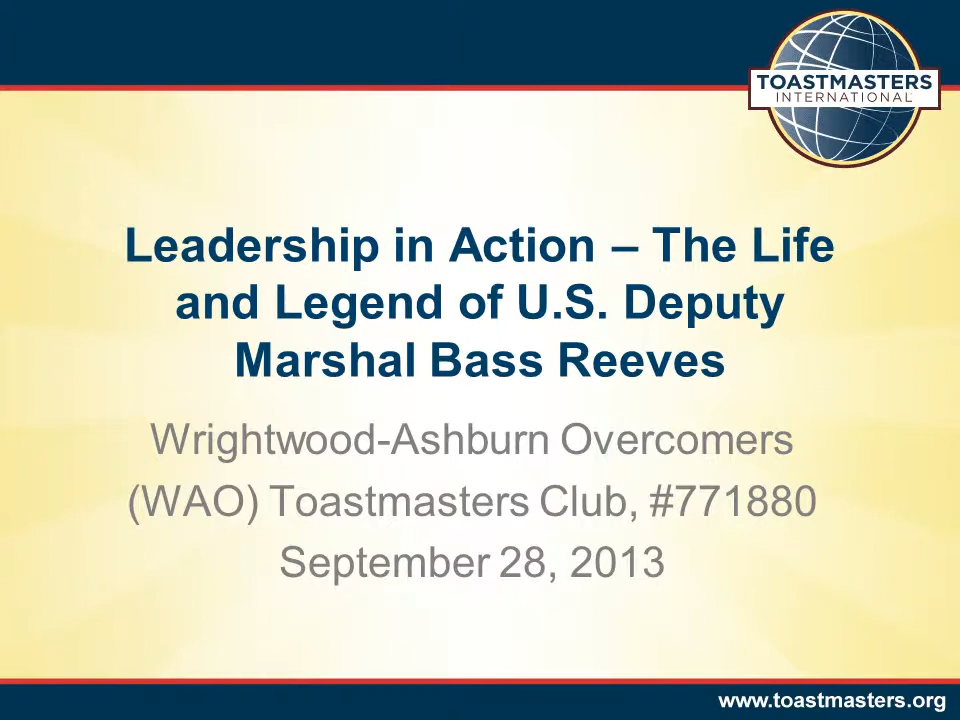 TOASTMASTERS
INTERNATIONAL
Leadership in Action – The Life
and Legend of U.S. Deputy
Marshal Bass Reeves
Wrightwood-Ashburn Overcomers
(WAO) Toastmasters Club, #771880
September 28, 2013
www.toastmasters.org